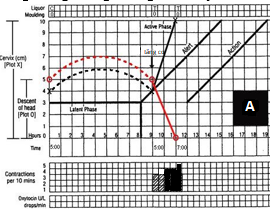 Liquor
Moulding
10
9
8
7
6
5
4
3
2
1
0
Cervix (cm)
[Plot X]
Descent
of head
[Plot O]
Active Phase
Alert
Action
Latent Phase
A
Hours 0 1 2 3 4 5 6 7 8 9 10 11 12 13 14 15 16 17 18 19
Time 5:00 5:00 7:00
Contractions
per 10 mins
5
4
3
2
1
Oxytocin U/L
drops/min